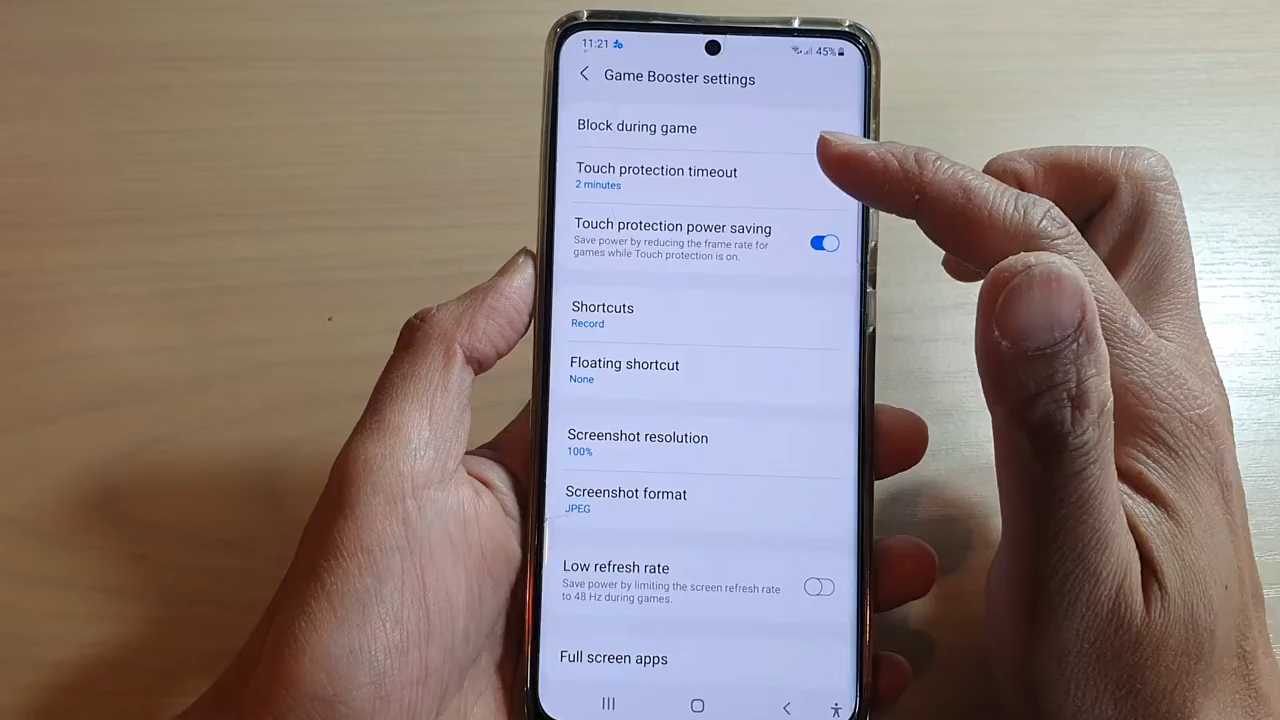 11:21
45%
Game Booster settings
Block during game
Touch protection timeout
2 minutes
Touch protection power saving
Save power by reducing the frame rate for
games while Touch protection is on.
Shortcuts
Record
Floating shortcut
None
Screenshot resolution
100%
Screenshot format
JPEG
Low refresh rate
Save power by limiting the screen refresh rate
to 48 Hz during games.
Full screen apps